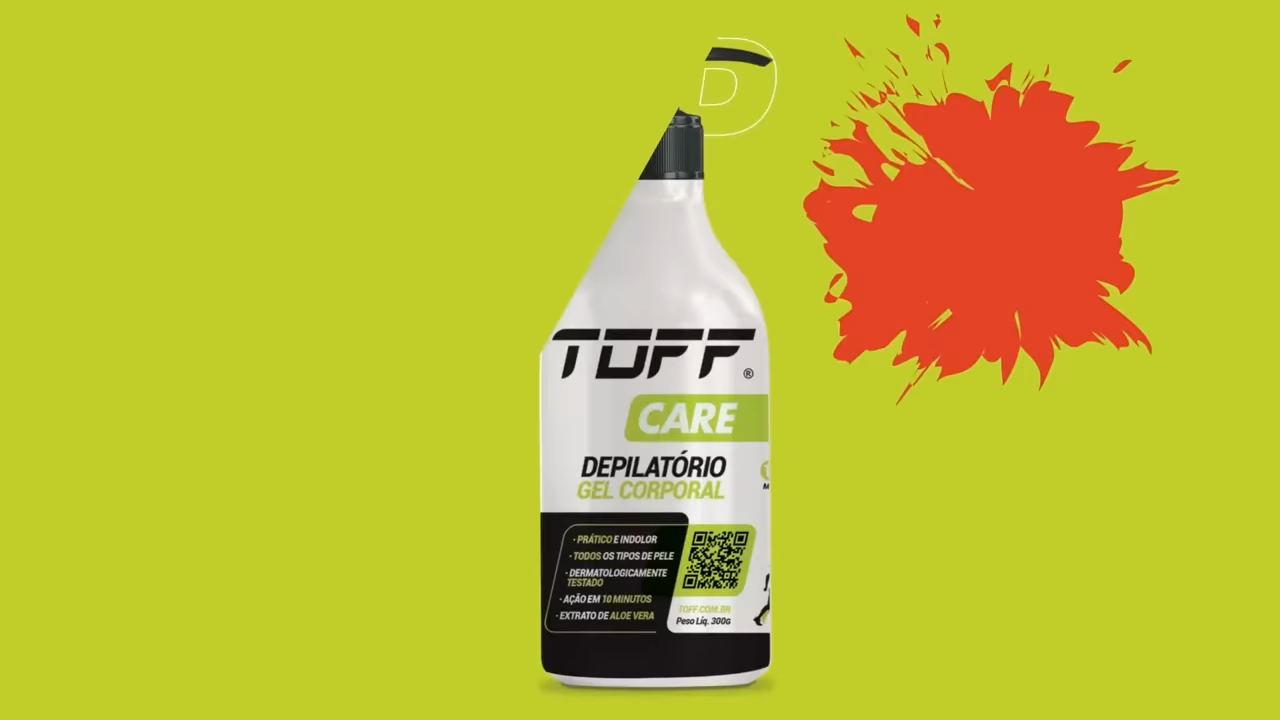 D
TOFF®
CARE
DEPILATÓRIO
GEL CORPORAL
• PRÁTICO E INDOLOR
• TODOS OS TIPOS DE PELE
• DERMATOLOGICAMENTE
TESTADO
• AÇÃO EM 10 MINUTOS
• EXTRATO DE ALOE VERA
TOFF.COM.BR
Peso Líq. 300G